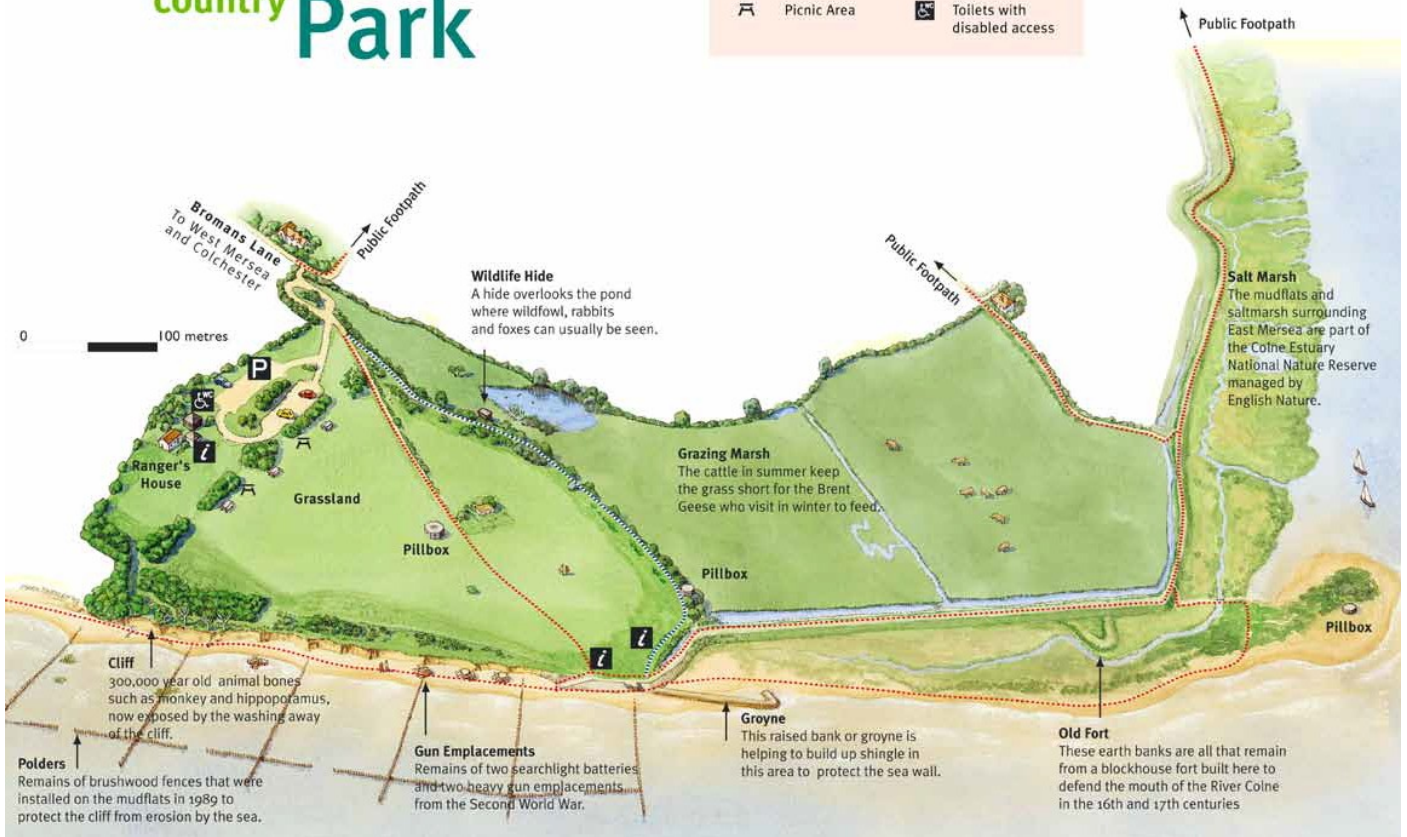 country
Park
Picnic Area
WC
Toilets with
disabled access
Public Footpath
Bromans Lane
To West Mersea
and Colchester
Public Footpath
Wildlife Hide
A hide overlooks the pond
where wildfowl, rabbits
and foxes can usually be seen.
Public Footpath
Salt Marsh
The mudflats and
saltmarsh surrounding
East Mersea are part of
the Colne Estuary
National Nature Reserve
managed by
English Nature.
0 100 metres
P
WC
i
Ranger's
House
Grassland
Grazing Marsh
The cattle in summer keep
the grass short for the Brent
Geese who visit in winter to feed.
Pillbox
Pillbox
Pillbox
i
i
Cliff
300,000 year old animal bones
such as monkey and hippopotamus,
now exposed by the washing away
of the cliff.
Polders
Remains of brushwood fences that were
installed on the mudflats in 1989 to
protect the cliff from erosion by the sea.
Gun Emplacements
Remains of two searchlight batteries
and two heavy gun emplacements
from the Second World War.
Groyne
This raised bank or groyne is
helping to build up shingle in
this area to protect the sea wall.
Old Fort
These earth banks are all that remain
from a blockhouse fort built here to
defend the mouth of the River Colne
in the 16th and 17th centuries